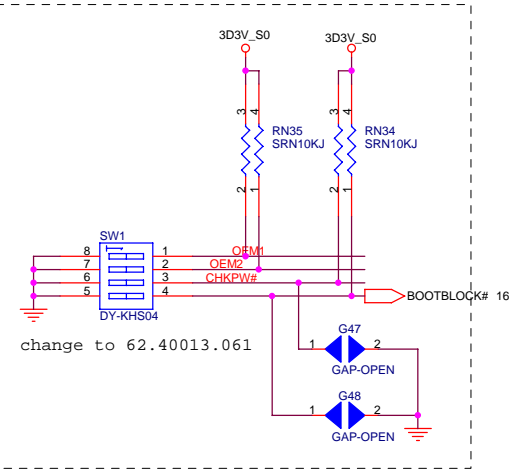 3D3V_S0 3D3V_S0
3 4 3 4
RN35 RN34
SRN10KJ SRN10KJ
2 1 2 1
SW1
8 1 OEM1
7 2 OEM2
6 3 CHKPW#
5 4 BOOTBLOCK# 16
DY-KHS04
change to 62.40013.061
G47
1 2
GAP-OPEN
G48
1 2
GAP-OPEN